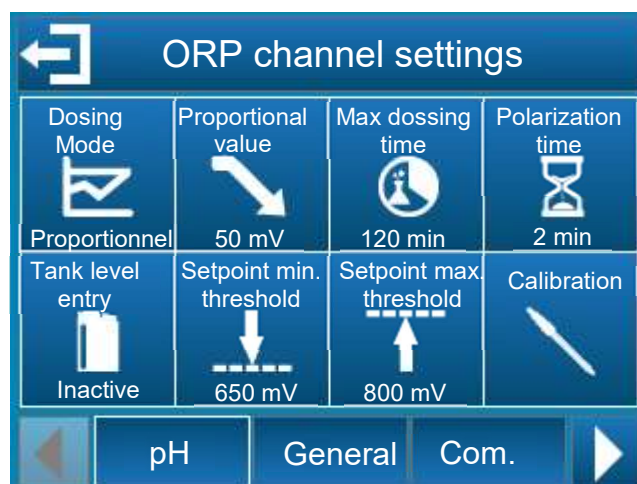 ORP channel settings
Dosing
Mode
Proportionnel
Proportional
value
50 mV
Max dossing
time
120 min
Polarization
time
2 min
Tank level
entry
Inactive
Setpoint min.
threshold
650 mV
Setpoint max.
threshold
800 mV
Calibration
pH
General
Com.